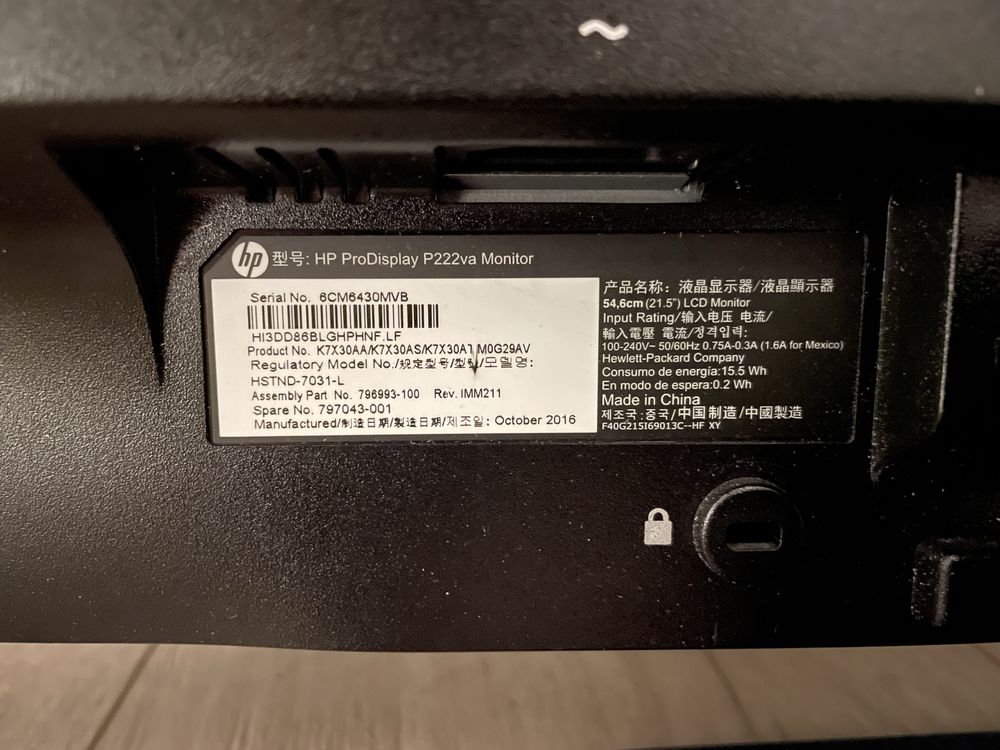 hp 型号: HP ProDisplay P222va Monitor
Serial No. 6CM6430MVB
HI3DD86BLGHPHNF.LF
Product No. K7X30AA/K7X30AS/K7X30A7 M0G29AV
Regulatory Model No./规定型号/型號/모델명:
HSTND-7031-L
Assembly Part No. 796993-100 Rev. IMM211
Spare No. 797043-001
Manufactured/制造日期/製造日期/제조일: October 2016
产品名称: 液晶显示器/液晶顯示器
54,6cm (21.5") LCD Monitor
Input Rating/输入电压 电流/
輸入電壓 電流/정격입력:
100-240V~ 50/60Hz 0.75A-0.3A (1.6A for Mexico)
Hewlett-Packard Company
Consumo de energía:15.5 Wh
En modo de espera:0.2 Wh
Made in China
제조국:중국/中国制造/中國製造
F40G215I69013C--HF XY